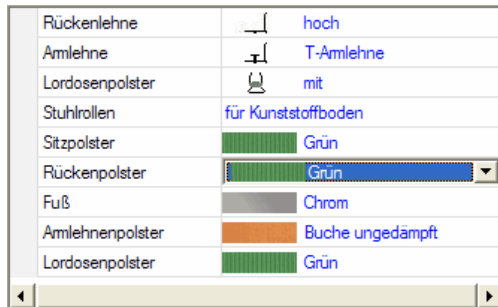 Rückenlehne hoch
Armlehne T-Armlehne
Lordosenpolster mit
Stuhlrollen für Kunststoffboden
Sitzpolster Grün
Rückenpolster Grün
Fuß Chrom
Armlehnenpolster Buche ungedämpft
Lordosenpolster Grün